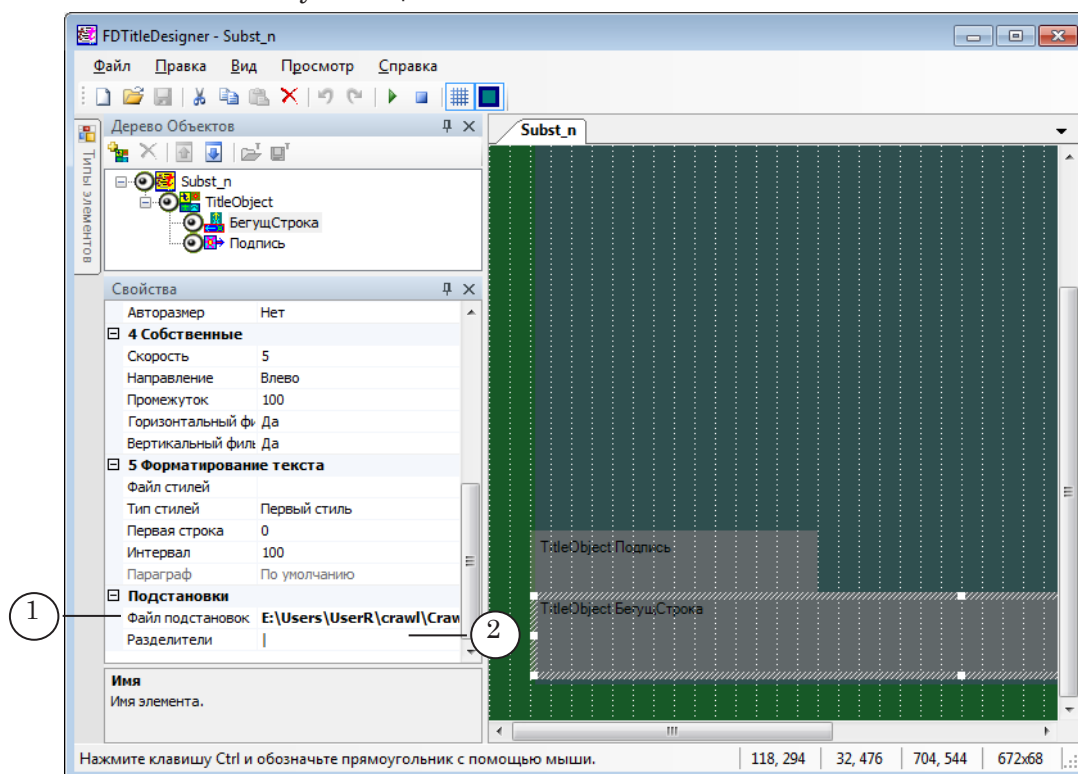 FDTitleDesigner - Subst_n
Файл Правка Вид Просмотр Справка
Типы элементов
Дерево Объектов
Subst_n
TitleObject
БегущСтрока
Подпись
Свойства
Авторазмер Нет
4 Собственные
Скорость 5
Направление Влево
Промежуток 100
Горизонтальный фи Да
Вертикальный филь Да
5 Форматирование текста
Файл стилей
Тип стилей Первый стиль
Первая строка 0
Интервал 100
Параграф По умолчанию
Подстановки
1
Файл подстановок E:\Users\UserR\crawl\Craw
2
Разделители |
Имя
Имя элемента.
Subst_n
TitleObject Подпись
TitleObject БегущСтрока
Нажмите клавишу Ctrl и обозначьте прямоугольник с помощью мыши. 118, 294 32, 476 704, 544 672x68